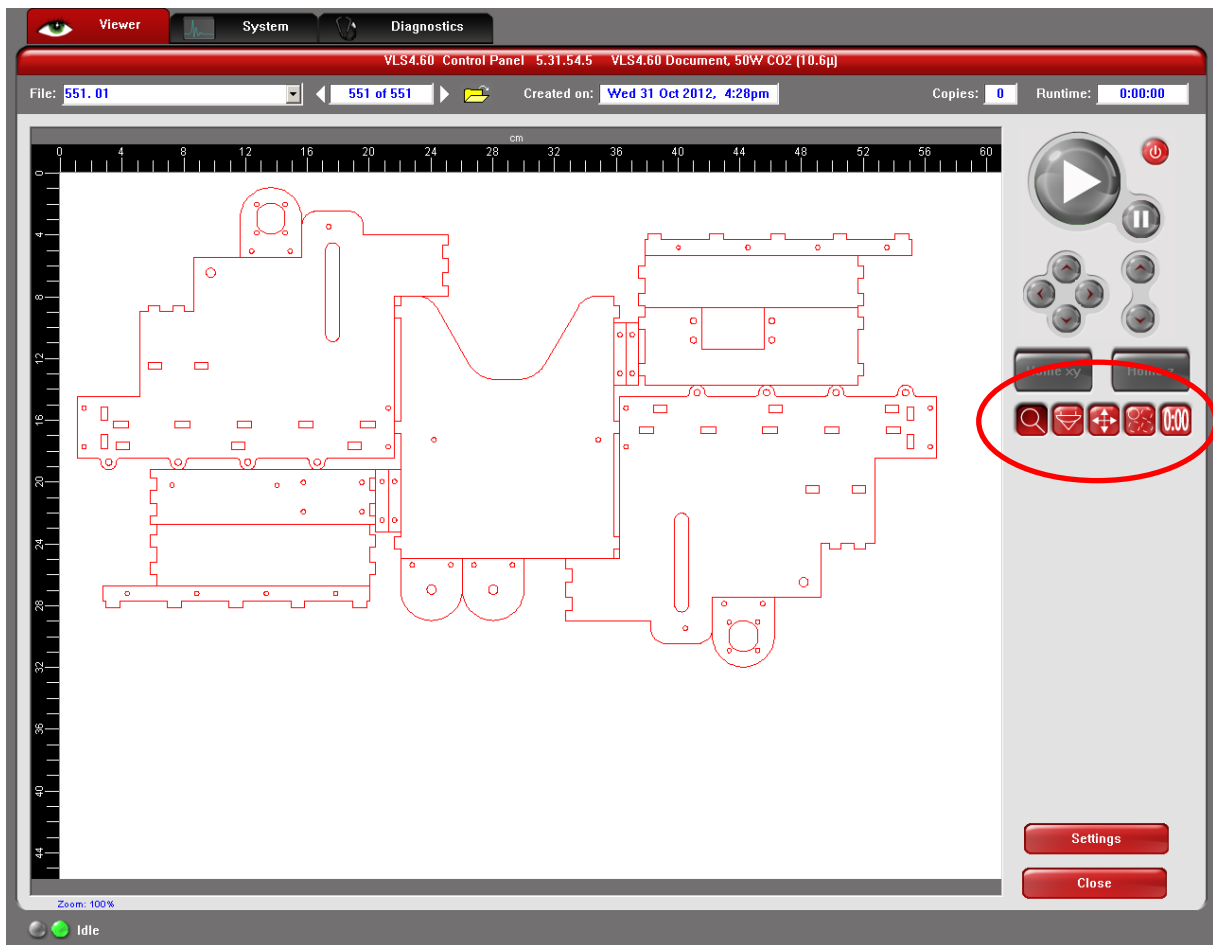 Viewer System Diagnostics
VLS4.60 Control Panel 5.31.54.5 VLS4.60 Document, 50W CO2 (10.6µ)
File: 551. 01 551 of 551 Created on: Wed 31 Oct 2012, 4:28pm Copies: 0 Runtime: 0:00:00
cm
0 4 8 12 16 20 24 28 32 36 40 44 48 52 56 60
0
4
8
12
16
20
24
28
32
36
40
44
Home xy Home z
0:00
Settings
Close
Zoom: 100%
Idle